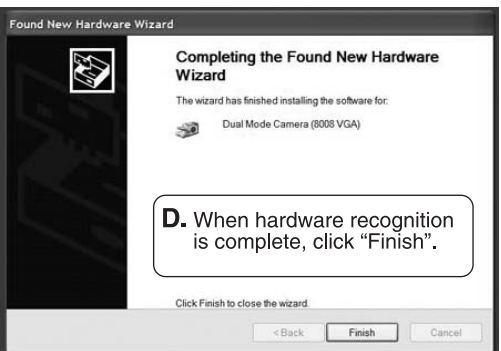 Found New Hardware Wizard
Completing the Found New Hardware
Wizard
The wizard has finished installing the software for:
Dual Mode Camera (8008 VGA)
D. When hardware recognition
is complete, click “Finish”.
Click Finish to close the wizard.
< Back Finish Cancel